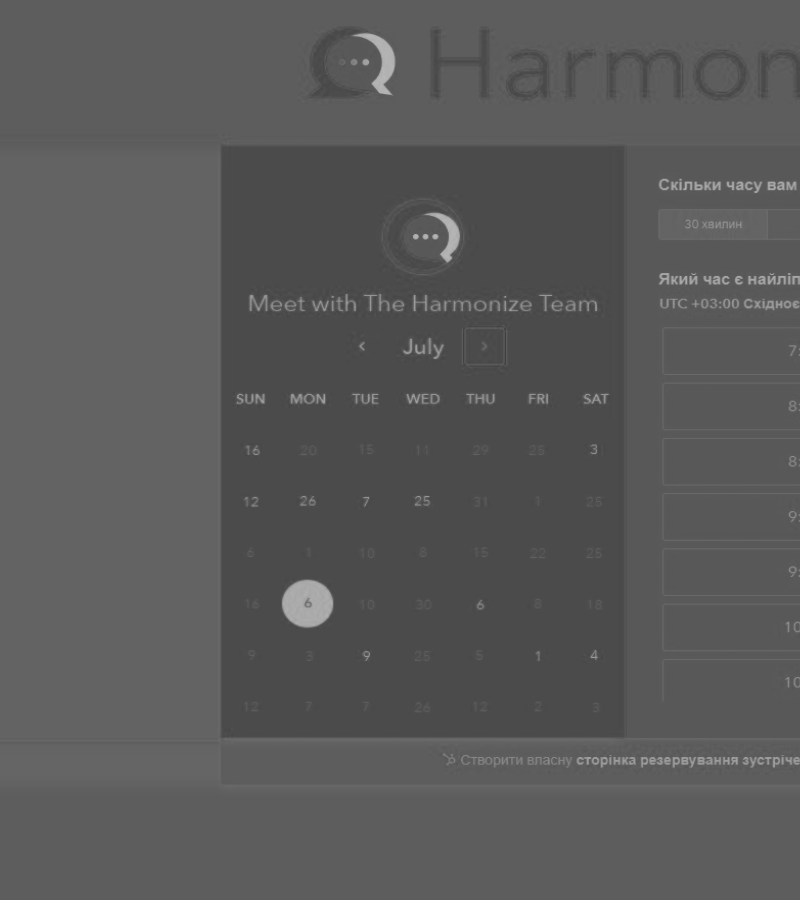 Harmon
Meet with The Harmonize Team
July
SUN MON TUE WED THU FRI SAT
16 20 15 11 29 25 3
12 26 7 25 31 1 25
6 1 10 8 15 22 25
16 6 10 30 6 8 18
9 3 9 25 5 1 4
12 7 7 26 12 2 3
Скільки часу вам
30 хвилин
Який час є найліп
UTC +03:00 Східноє
7:
8:
8:
9:
9:
10
10
Створити власну сторінка резервування зустріче